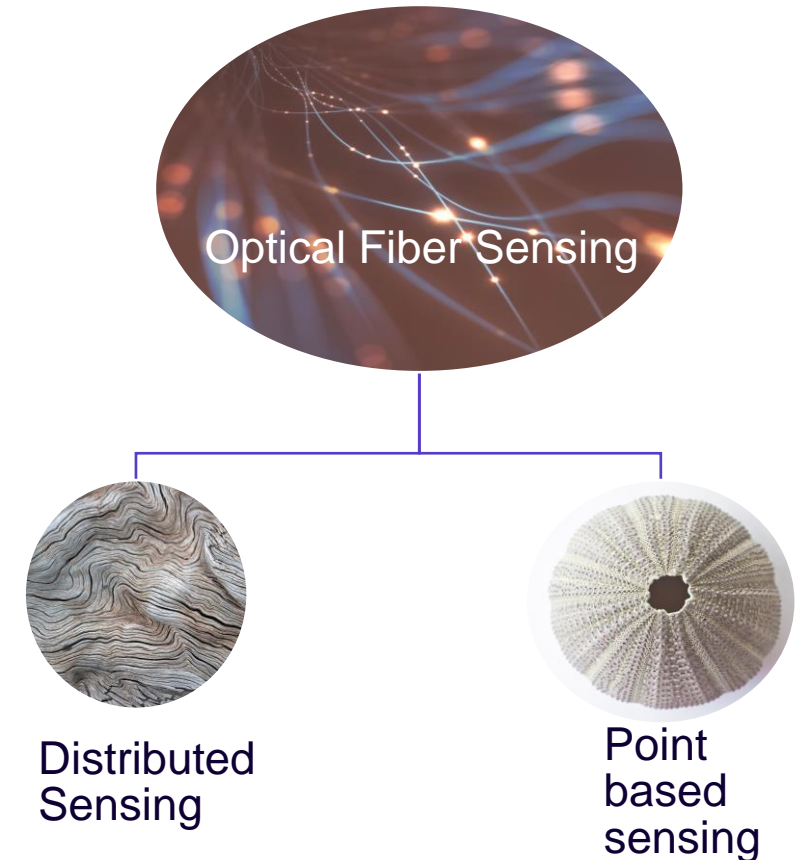 Optical Fiber Sensing
Distributed
Sensing
Point
based
sensing